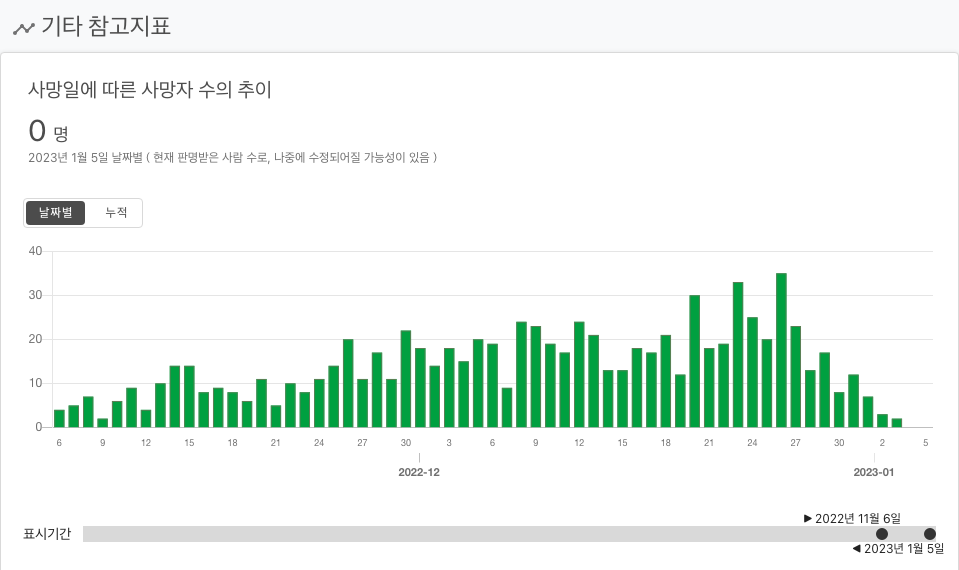 기타 참고지표
사망일에 따른 사망자 수의 추이
0 명
2023년 1월 5일 날짜별 ( 현재 판명받은 사람 수로, 나중에 수정되어질 가능성이 있음 )
날짜별 누적
40
30
20
10
0
6 9 12 15 18 21 24 27 30 3 6 9 12 15 18 21 24 27 30 2 5
2022-12 2023-01
▶ 2022년 11월 6일
표시기간
◀ 2023년 1월 5일